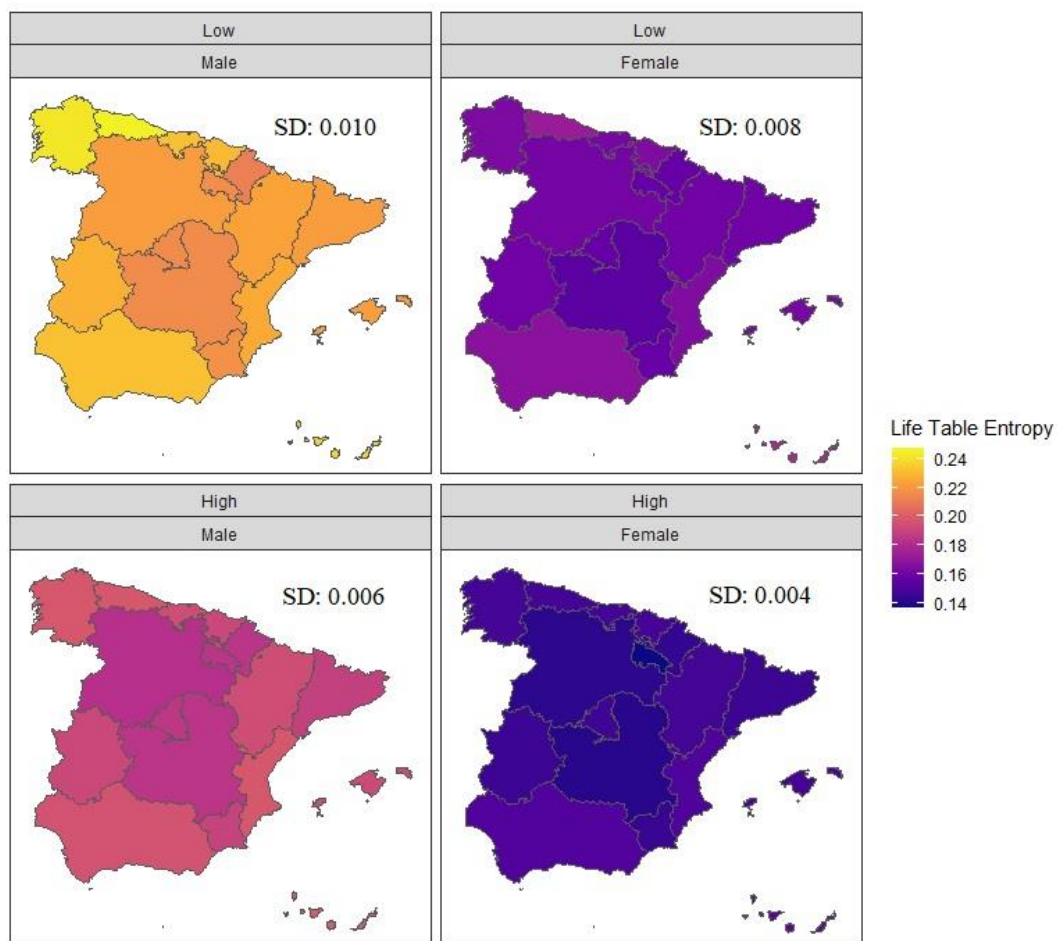 Low
Male
SD: 0.010
Low
Female
SD: 0.008
High
Male
SD: 0.006
High
Female
SD: 0.004
Life Table Entropy
0.24
0.22
0.20
0.18
0.16
0.14